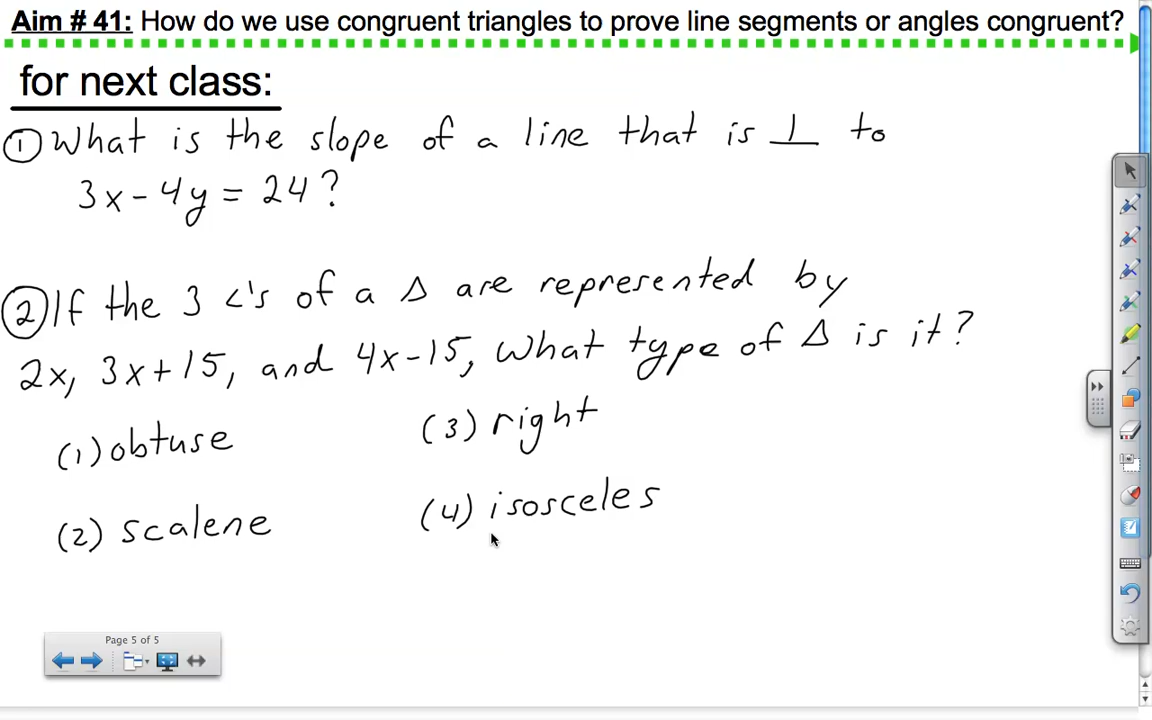 Aim # 41: How do we use congruent triangles to prove line segments or angles congruent?
for next class:
① What is the slope of a line that is ⊥ to
3x - 4y = 24?
② If the 3 <'s of a Δ are represented by
2x, 3x + 15, and 4x - 15, what type of Δ is it?
(1) obtuse (3) right
(2) scalene (4) isosceles
Page 5 of 5